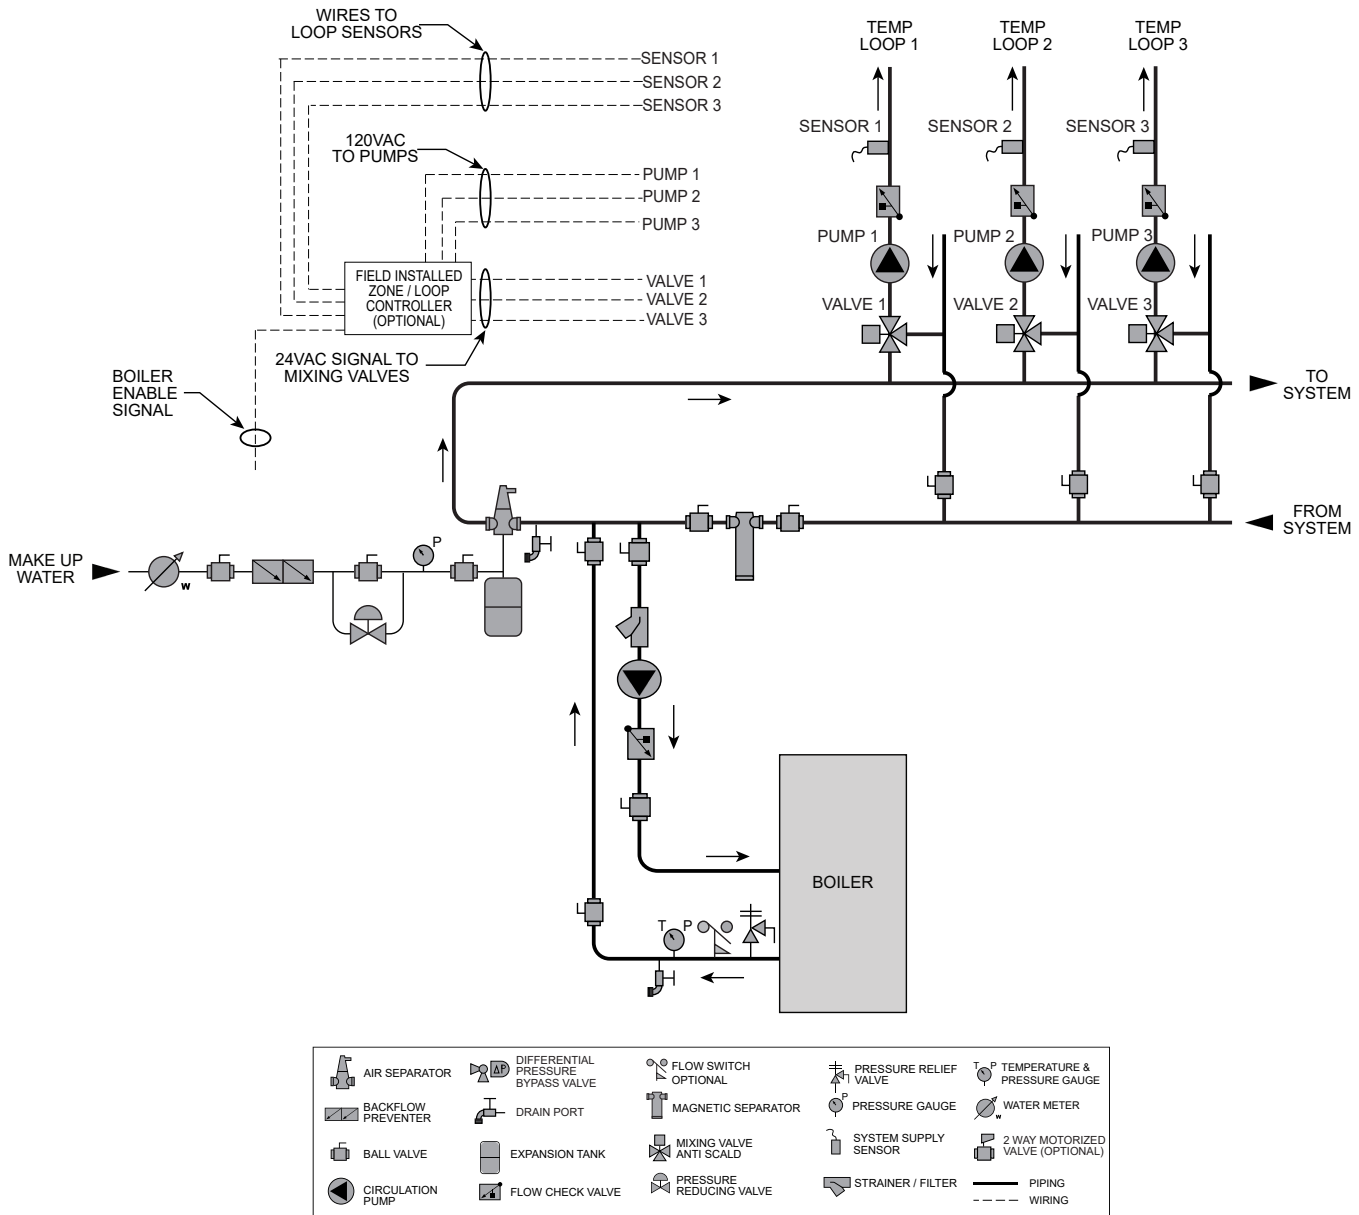 WIRES TO
LOOP SENSORS
SENSOR 1
SENSOR 2
SENSOR 3
120VAC
TO PUMPS
PUMP 1
PUMP 2
PUMP 3
FIELD INSTALLED
ZONE / LOOP
CONTROLLER
(OPTIONAL)
VALVE 1
VALVE 2
VALVE 3
24VAC SIGNAL TO
MIXING VALVES
BOILER
ENABLE
SIGNAL
TEMP
LOOP 1
TEMP
LOOP 2
TEMP
LOOP 3
SENSOR 1
SENSOR 2
SENSOR 3
PUMP 1
PUMP 2
PUMP 3
VALVE 1
VALVE 2
VALVE 3
TO
SYSTEM
FROM
SYSTEM
MAKE UP
WATER
W
P
T
P
BOILER
AIR SEPARATOR
BACKFLOW
PREVENTER
BALL VALVE
CIRCULATION
PUMP
ΔP
DIFFERENTIAL
PRESSURE
BYPASS VALVE
DRAIN PORT
EXPANSION TANK
FLOW CHECK VALVE
FLOW SWITCH
OPTIONAL
MAGNETIC SEPARATOR
MIXING VALVE
ANTI SCALD
PRESSURE
REDUCING VALVE
PRESSURE RELIEF
VALVE
P
PRESSURE GAUGE
SYSTEM SUPPLY
SENSOR
STRAINER / FILTER
T
P
TEMPERATURE &
PRESSURE GAUGE
W
WATER METER
2 WAY MOTORIZED
VALVE (OPTIONAL)
PIPING
WIRING